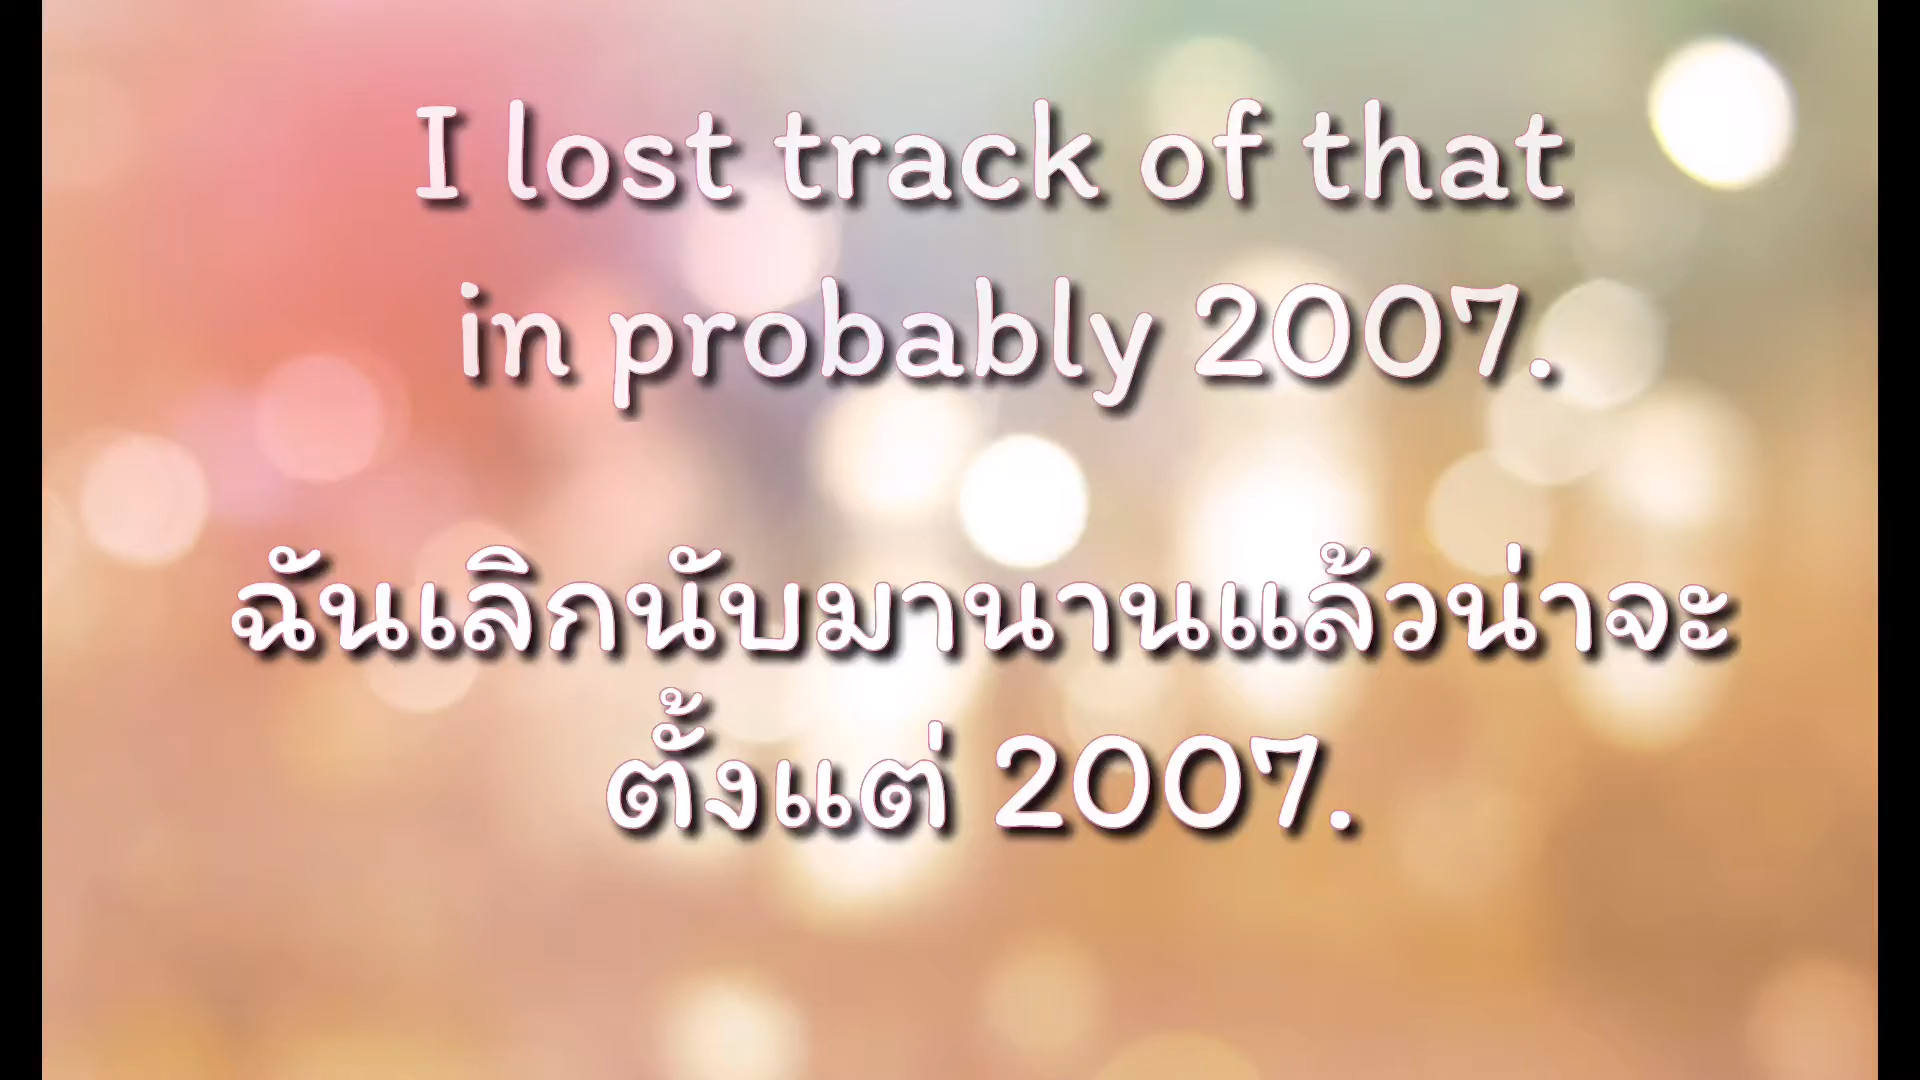 I lost track of that
in probably 2007.
ฉันเลิกนับมานานแล้วน่าจะ
ตั้งแต่ 2007.